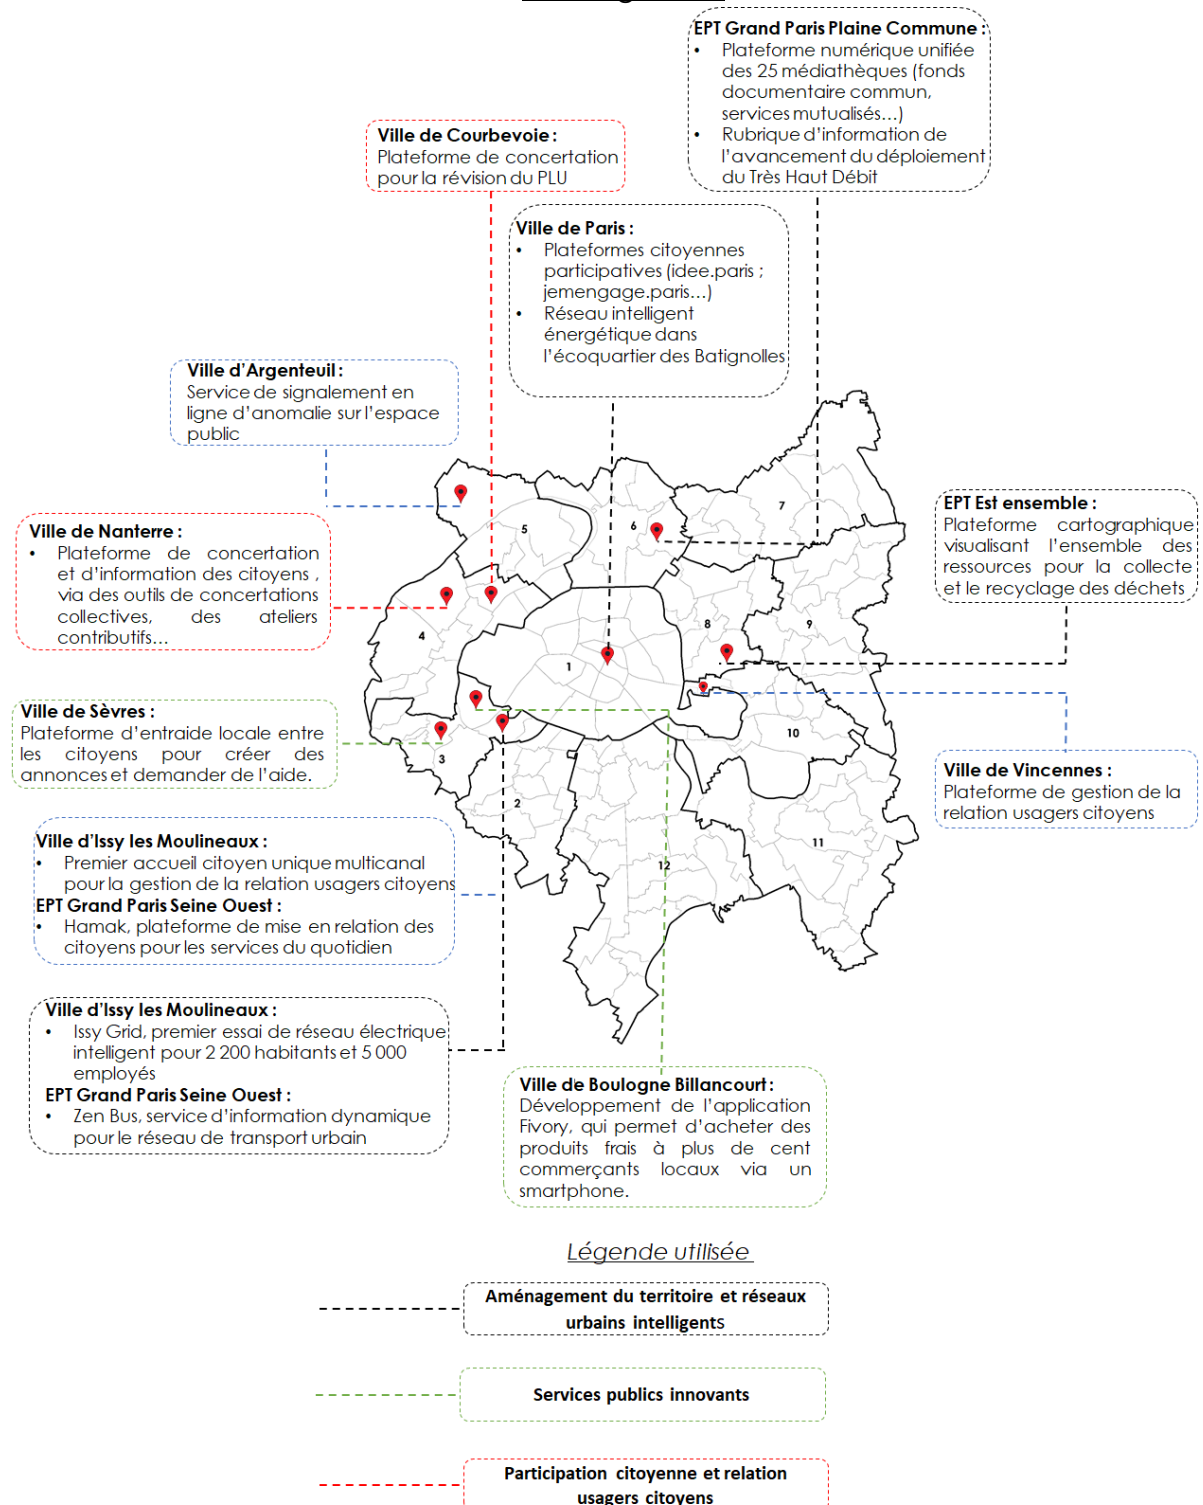 EPT Grand Paris Plaine Commune :
• Plateforme numérique unifiée
des 25 médiathèques (fonds
documentaire commun,
services mutualisés…)
• Rubrique d’information de
l’avancement du déploiement
du Très Haut Débit
Ville de Courbevoie :
Plateforme de concertation
pour la révision du PLU
Ville de Paris :
• Plateformes citoyennes
participatives (idee.paris ;
jemengage.paris…)
• Réseau intelligent
énergétique dans
l’écoquartier des Batignolles
Ville d’Argenteuil :
Service de signalement en
ligne d’anomalie sur l’espace
public
EPT Est ensemble :
Plateforme cartographique
visualisant l’ensemble des
ressources pour la collecte
et le recyclage des déchets
Ville de Nanterre :
• Plateforme de concertation
et d’information des citoyens ,
via des outils de concertations
collectives, des ateliers
contributifs…
7
5
6
8
9
4
1
10
3
2
11
12
Ville de Sèvres :
Plateforme d’entraide locale entre
les citoyens pour créer des
annonces et demander de l’aide.
Ville de Vincennes :
Plateforme de gestion de la
relation usagers citoyens
Ville d’Issy les Moulineaux :
• Premier accueil citoyen unique multicanal
pour la gestion de la relation usagers citoyens
EPT Grand Paris Seine Ouest :
• Hamak, plateforme de mise en relation des
citoyens pour les services du quotidien
Ville d’Issy les Moulineaux :
• Issy Grid, premier essai de réseau électrique
intelligent pour 2 200 habitants et 5 000
employés
EPT Grand Paris Seine Ouest :
• Zen Bus, service d’information dynamique
pour le réseau de transport urbain
Ville de Boulogne Billancourt :
Développement de l’application
Fivory, qui permet d’acheter des
produits frais à plus de cent
commerçants locaux via un
smartphone.
Légende utilisée
Aménagement du territoire et réseaux
urbains intelligents
Services publics innovants
Participation citoyenne et relation
usagers citoyens